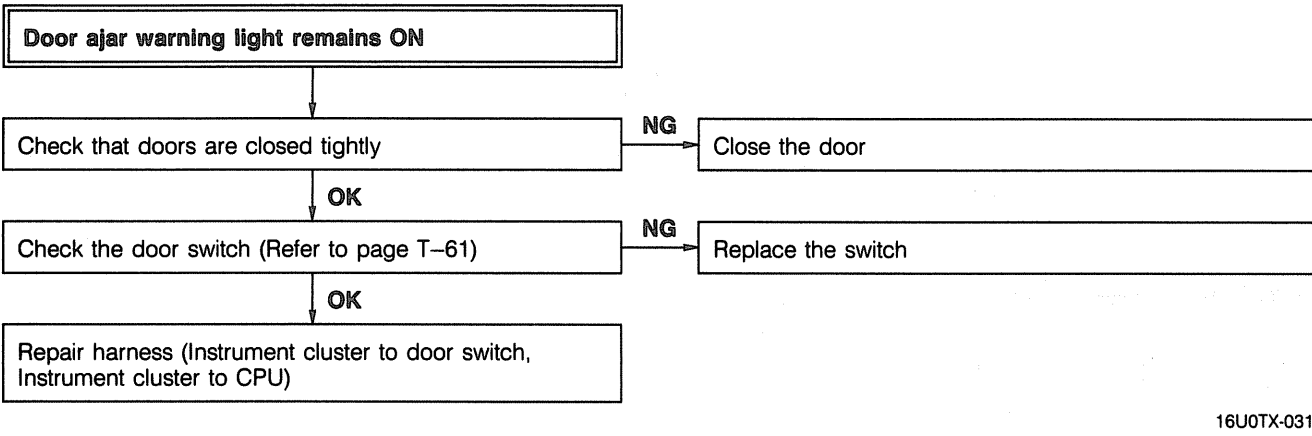 Door ajar warning light remains ON
Check that doors are closed tightly
NG
Close the door
OK
Check the door switch (Refer to page T–61)
NG
Replace the switch
OK
Repair harness (Instrument cluster to door switch,
Instrument cluster to CPU)
16U0TX-031